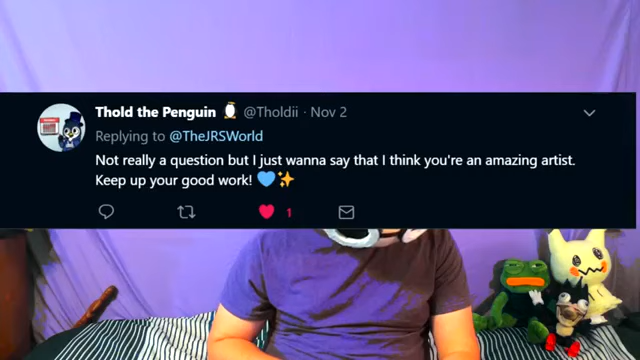 Thold the Penguin 🐧 @Tholdii · Nov 2
Replying to @TheJRSWorld
Not really a question but I just wanna say that I think you're an amazing artist.
Keep up your good work! 💙✨
1